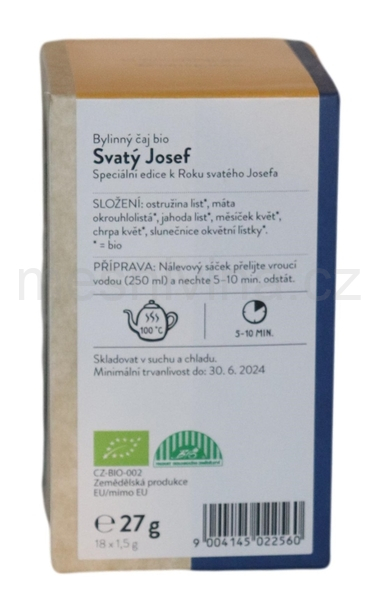 Bylinný čaj bio
Svatý Josef
Speciální edice k Roku svatého Josefa
SLOŽENÍ: ostružina list*, máta
okrouhlolistá*, jahoda list*, měsíček květ*,
chrpa květ*, slunečnice okvětní lístky*.
* = bio
PŘÍPRAVA: Nálevový sáček přelijte vroucí
vodou (250 ml) a nechte 5–10 min. odstát.
100 °C
5-10 MIN.
Skladovat v suchu a chladu.
Minimální trvanlivost do: 30. 6. 2024
CZ-BIO-002
Zemědělská produkce
EU/mimo EU
℮ 27 g
18 x 1,5 g
9 004145 022560